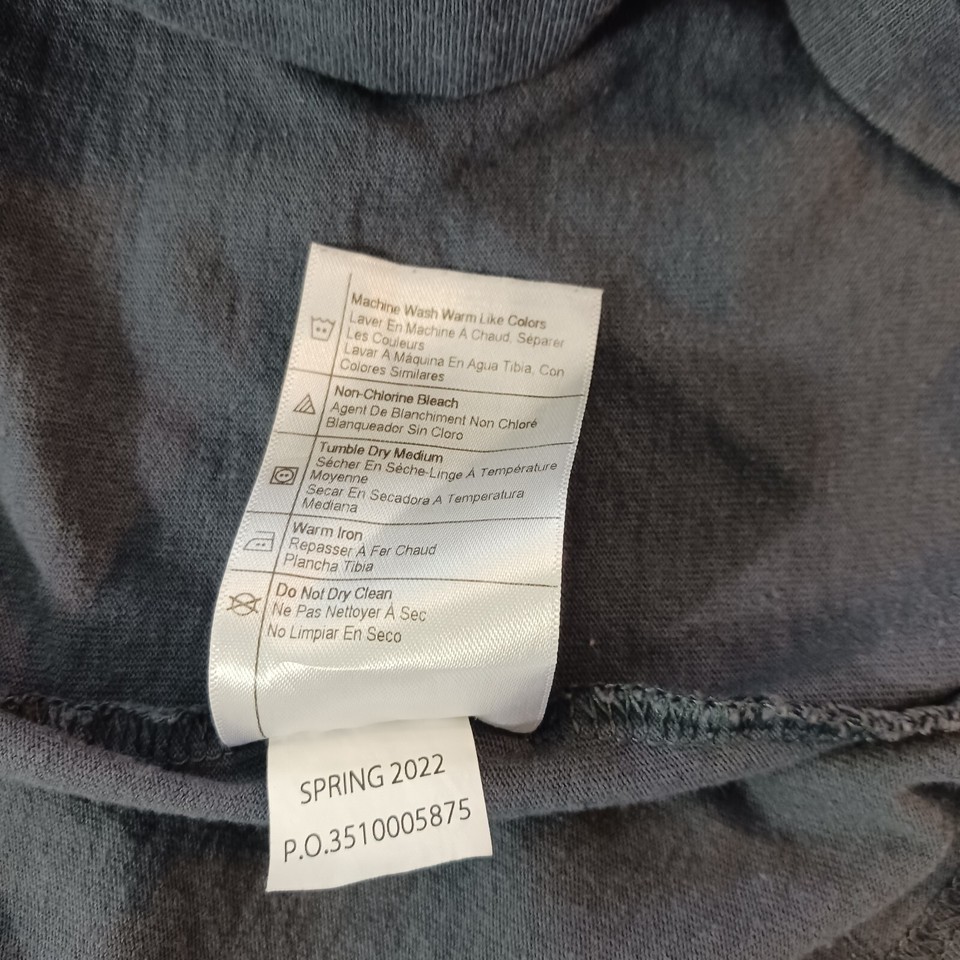 Machine Wash Warm Like Colors
Laver En Machine À Chaud, Séparer
Les Couleurs
Lavar A Máquina En Agua Tibia, Con
Colores Similares
Non-Chlorine Bleach
Agent De Blanchiment Non Chloré
Blanqueador Sin Cloro
Tumble Dry Medium
Sécher En Sèche-Linge À Température
Moyenne
Secar En Secadora A Temperatura
Mediana
Warm Iron
Repasser À Fer Chaud
Plancha Tibia
Do Not Dry Clean
Ne Pas Nettoyer À Sec
No Limpiar En Seco
SPRING 2022
P.O.3510005875